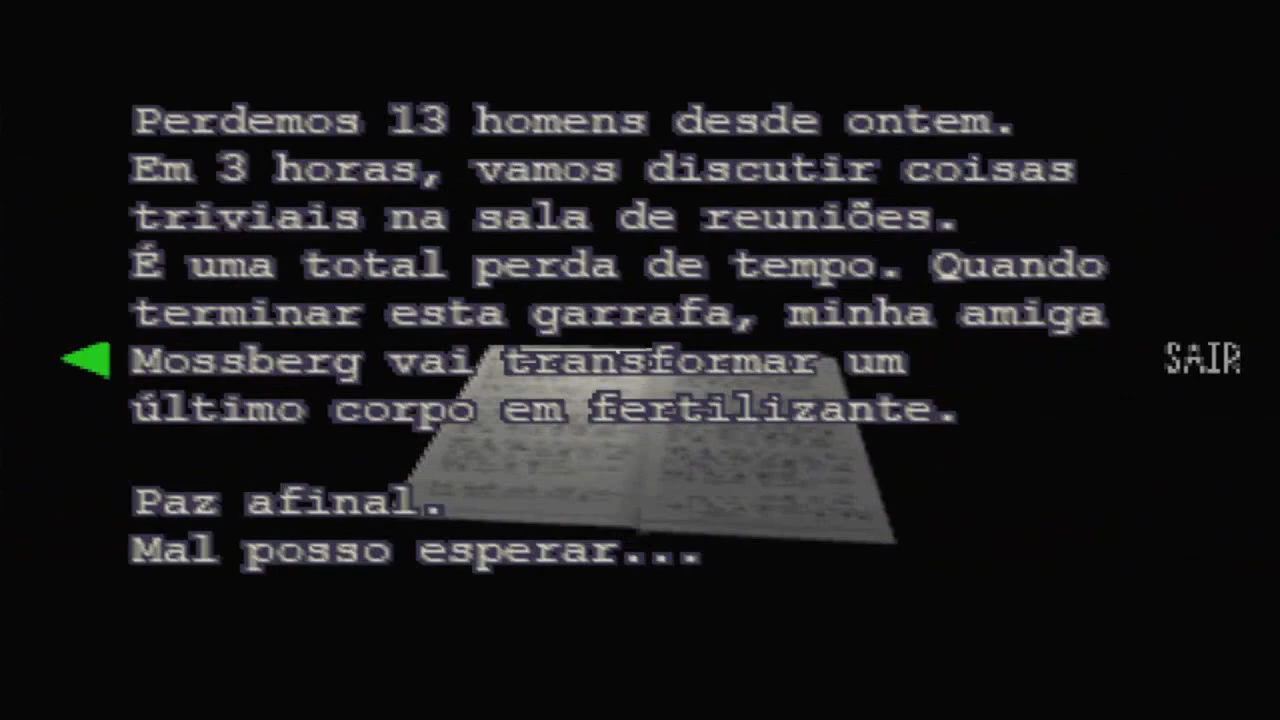 Perdemos 13 homens desde ontem.
Em 3 horas, vamos discutir coisas
triviais na sala de reuniões.
É uma total perda de tempo. Quando
terminar esta garrafa, minha amiga
Mossberg vai transformar um
último corpo em fertilizante.
Paz afinal.
Mal posso esperar...
SAIR